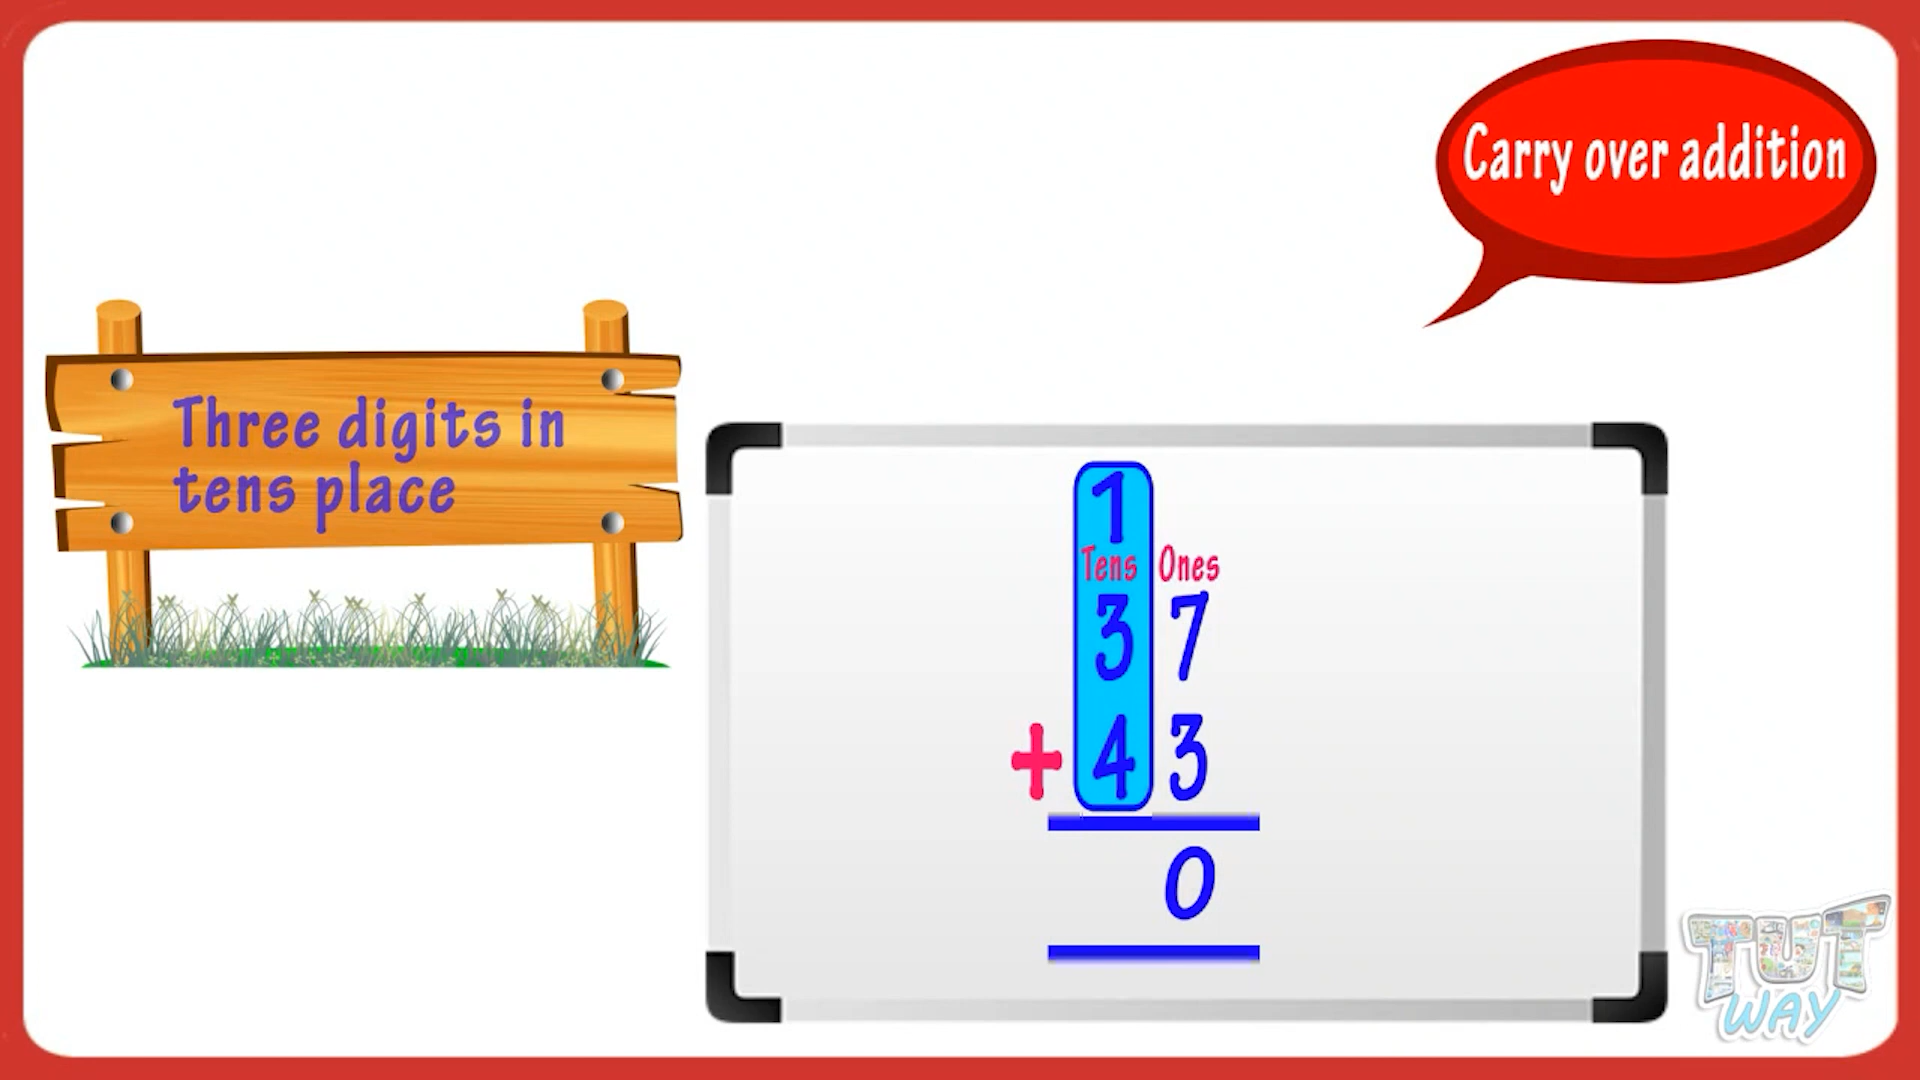 Carry over addition
Three digits in
tens place
1
Tens Ones
3 7
+ 4 3
0
TUT
WAY